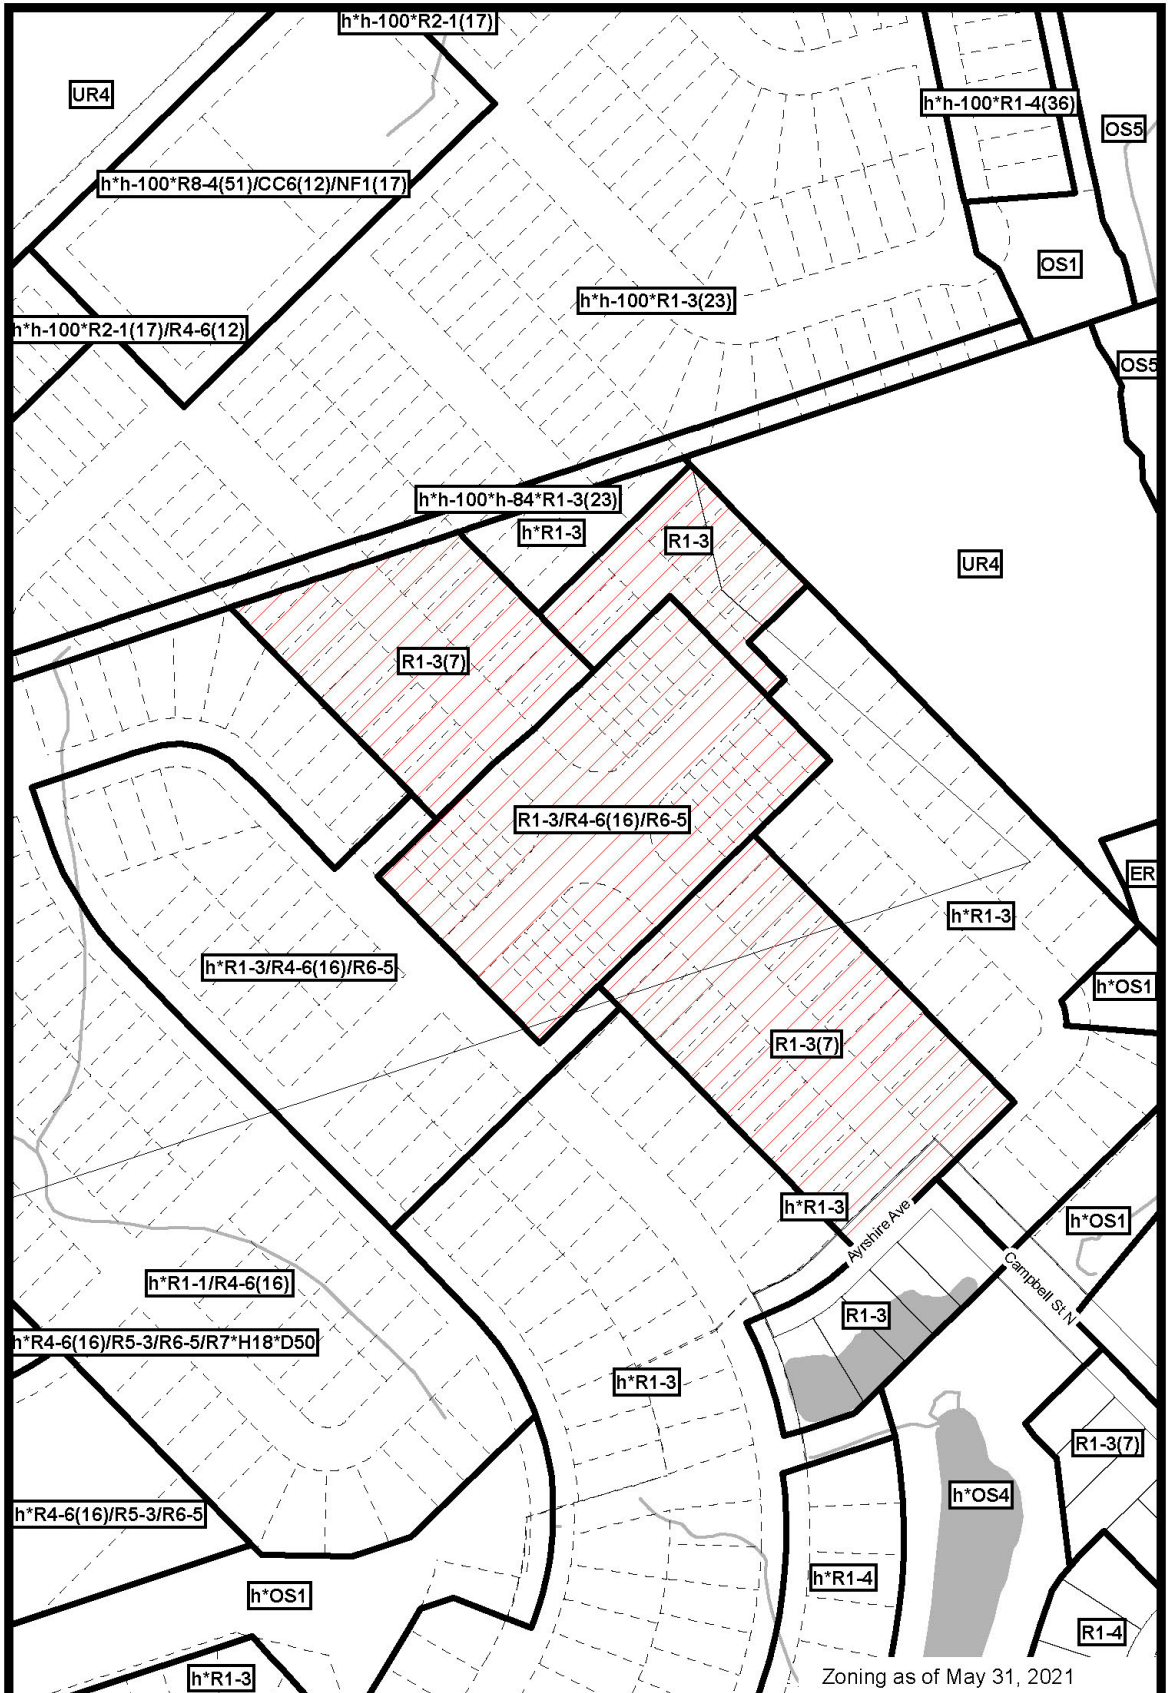 h*h-100*R2-1(17)
UR4
h*h-100*R1-4(36)
OS5
h*h-100*R8-4(51)/CC6(12)/NF1(17)
OS1
h*h-100*R1-3(23)
h*h-100*R2-1(17)/R4-6(12)
OS5
h*h-100*h-84*R1-3(23)
h*R1-3
R1-3
UR4
R1-3(7)
R1-3/R4-6(16)/R6-5
ER
h*R1-3
h*R1-3/R4-6(16)/R6-5
h*OS1
R1-3(7)
h*R1-3
Ayrshire Ave
h*OS1
Campbell St N
h*R1-1/R4-6(16)
R1-3
h*R4-6(16)/R5-3/R6-5/R7*H18*D50
h*R1-3
R1-3(7)
h*OS4
h*R4-6(16)/R5-3/R6-5
h*R1-4
h*OS1
R1-4
h*R1-3
Zoning as of May 31, 2021